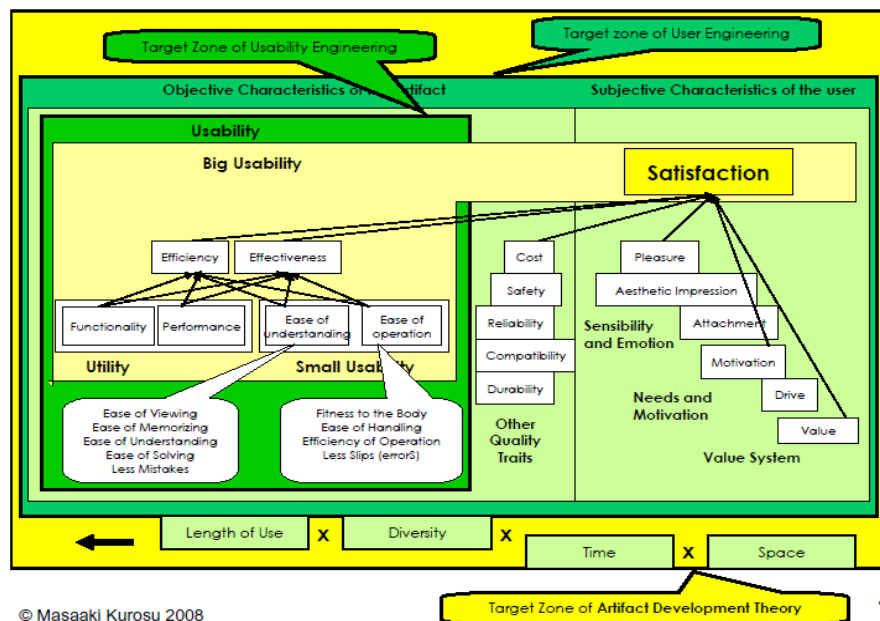 Target Zone of Usability Engineering
Target zone of User Engineering
Objective Characteristics of
artifact
Subjective Characteristics of the user
Usability
Big Usability
Satisfaction
Efficiency
Effectiveness
Cost
Pleasure
Safety
Aesthetic Impression
Functionality
Performance
Ease of
understanding
Ease of
operation
Reliability
Sensibility
and Emotion
Attachment
Compatibility
Motivation
Utility
Small Usability
Durability
Needs and
Motivation
Drive
Ease of Viewing
Ease of Memorizing
Ease of Understanding
Ease of Solving
Less Mistakes
Fitness to the Body
Ease of Handling
Efficiency of Operation
Less Slips (errorS)
Other
Quality
Traits
Value
Value System
Length of Use
X
Diversity
X
Time
X
Space
Target Zone of Artifact Development Theory
© Masaaki Kurosu 2008